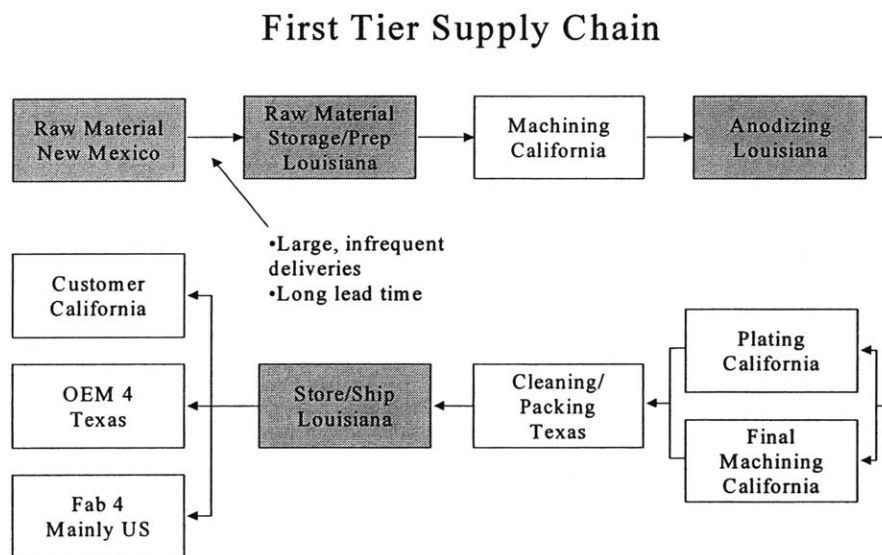 First Tier Supply Chain
Raw Material
New Mexico
Raw Material
Storage/Prep
Louisiana
Machining
California
Anodizing
Louisiana
•Large, infrequent
deliveries
•Long lead time
Customer
California
OEM 4
Texas
Fab 4
Mainly US
Store/Ship
Louisiana
Cleaning/
Packing
Texas
Plating
California
Final
Machining
California